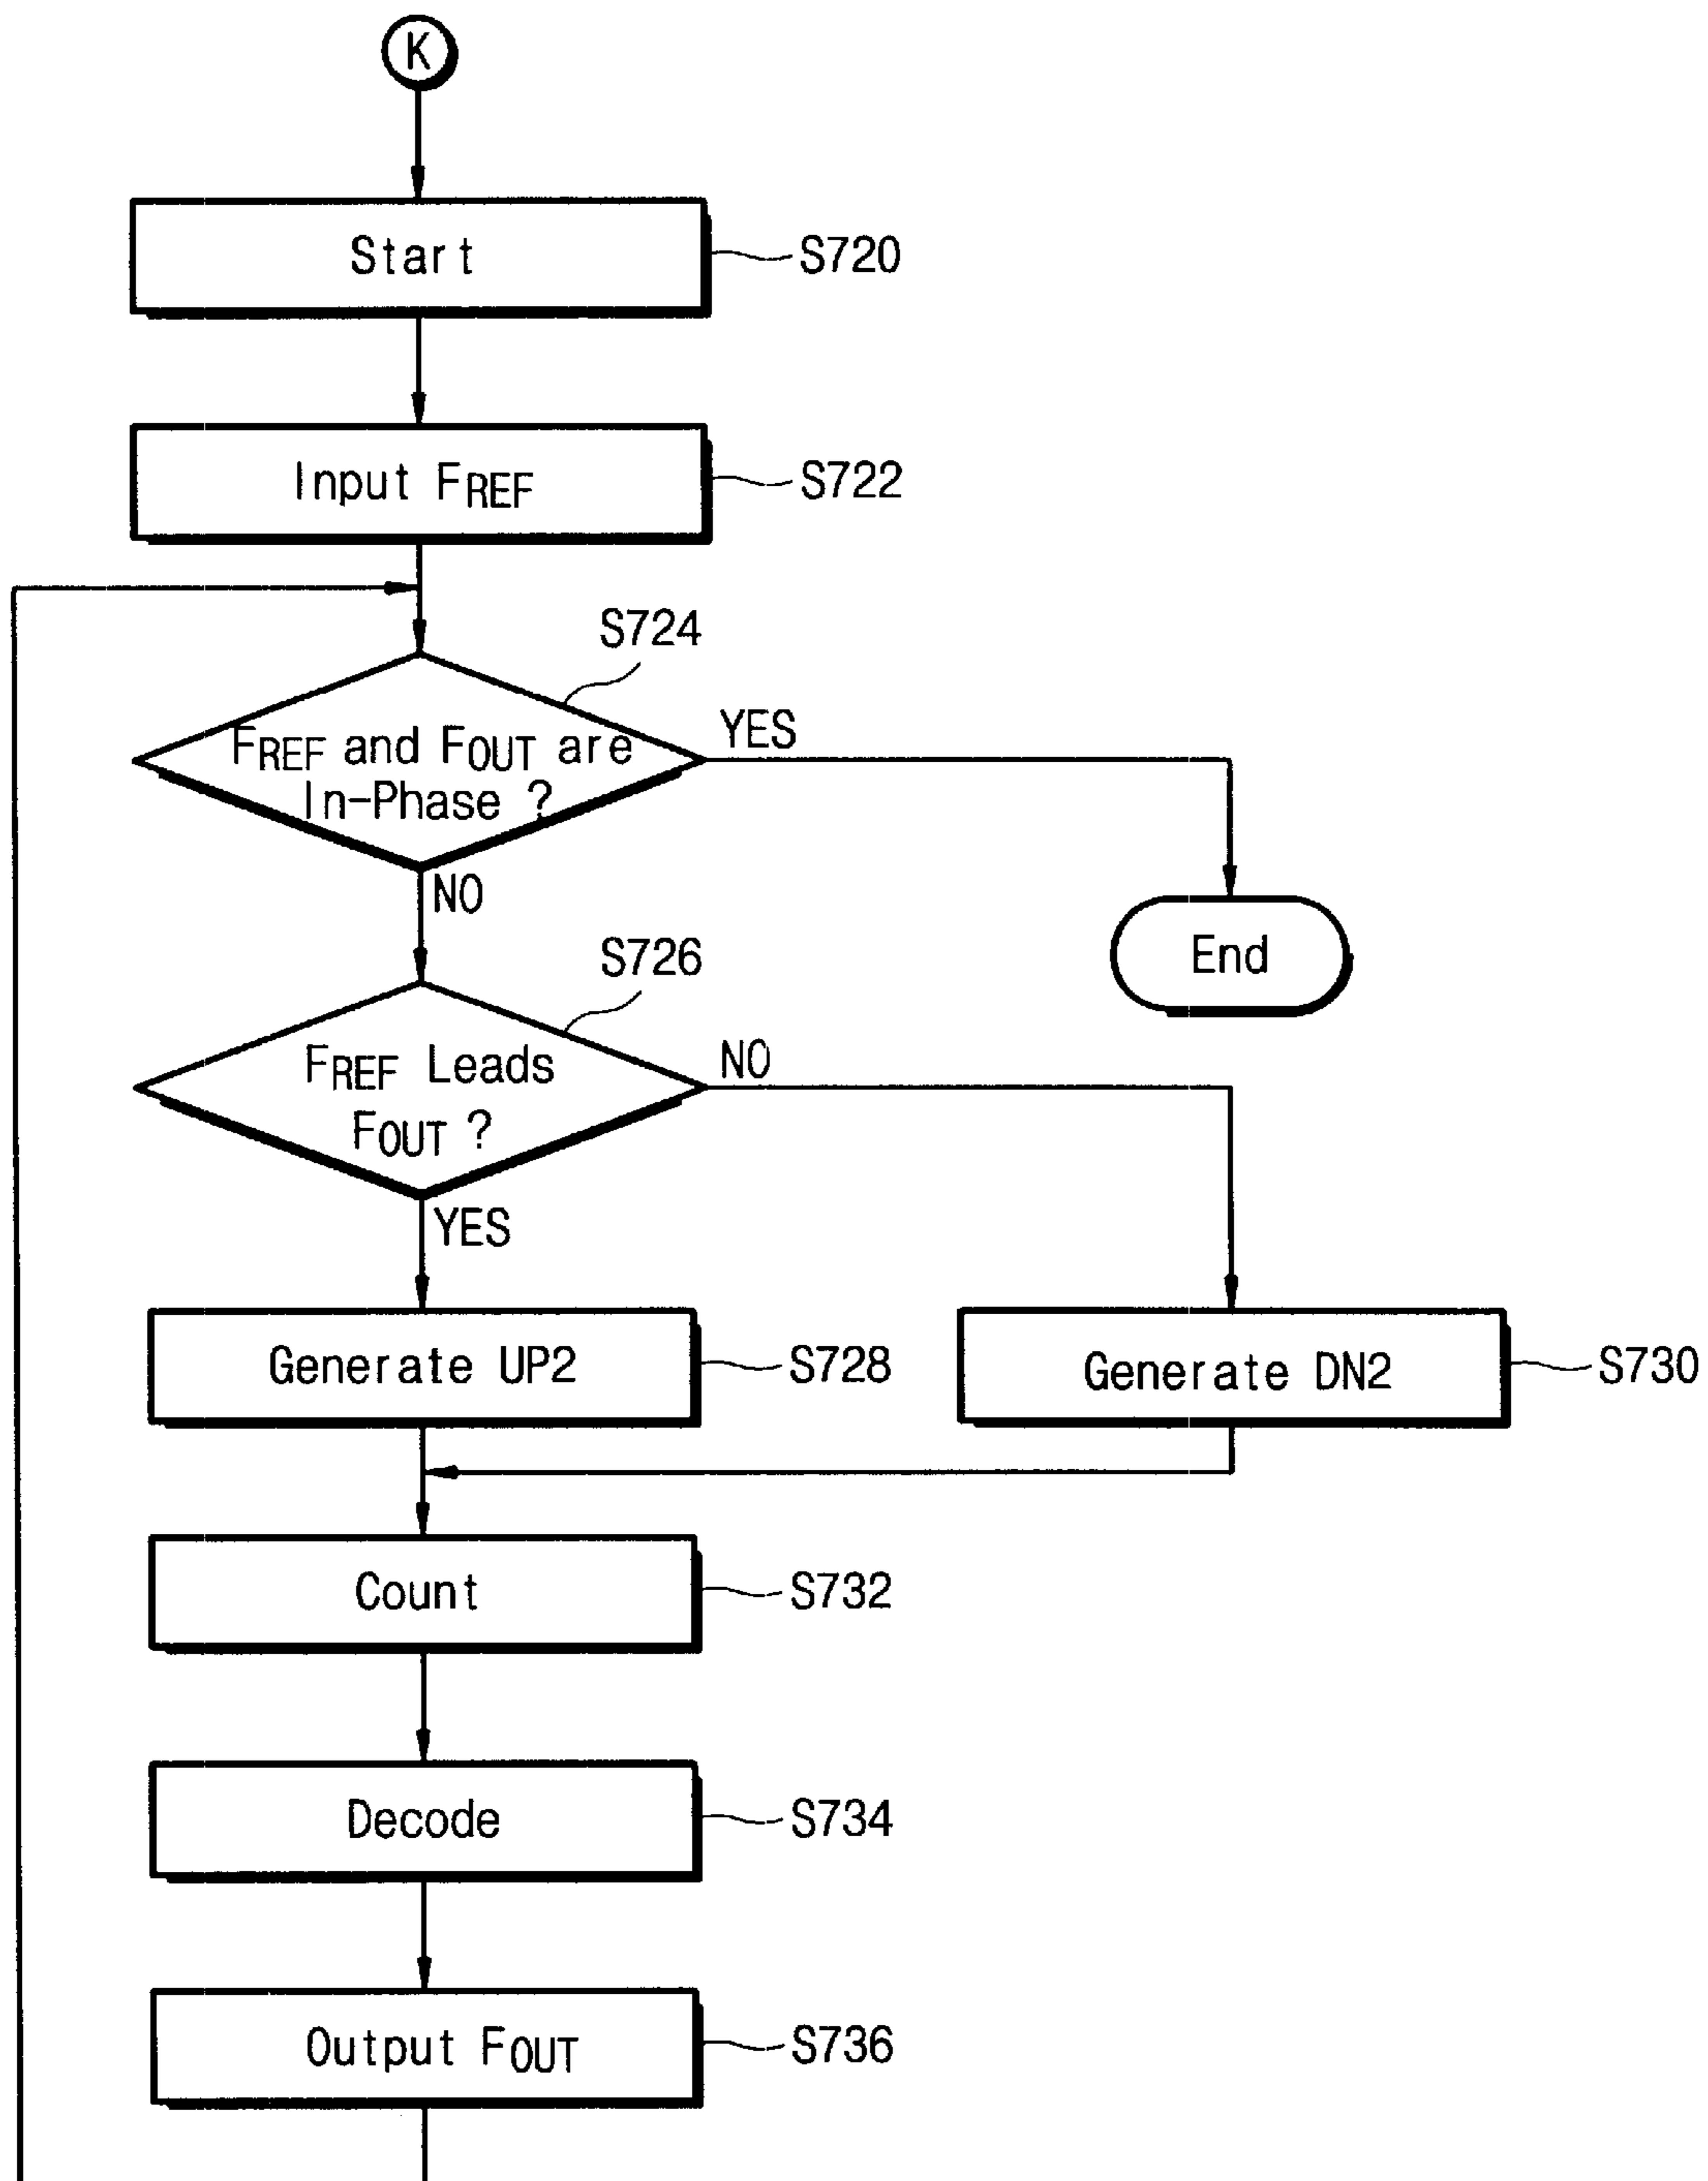 K
Start
S720
Input FREF
S722
S724
FREF and FOUT are
In-Phase ?
YES
NO
End
S726
FREF Leads
FOUT ?
NO
YES
Generate UP2
S728
Generate DN2
S730
Count
S732
Decode
S734
Output FOUT
S736